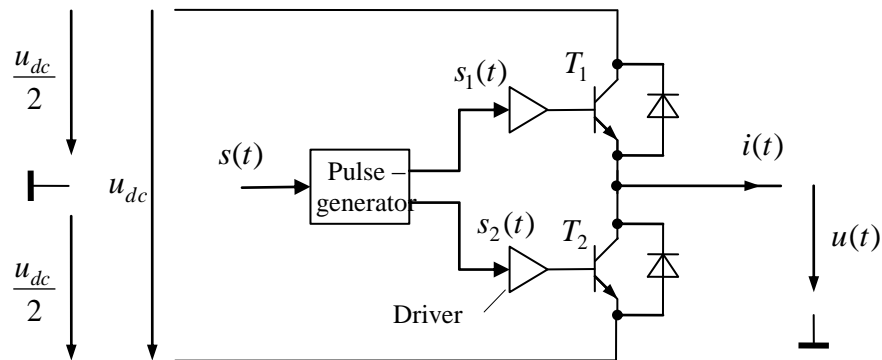 u_dc/2
u_dc
u_dc/2
s(t)
Pulse –
generator
s_1(t)
s_2(t)
Driver
T_1
T_2
i(t)
u(t)